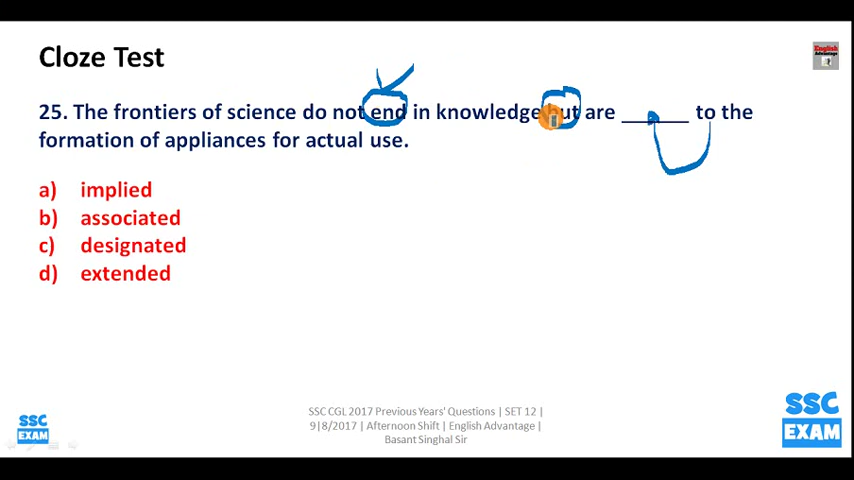 Cloze Test
English
Advantage
25. The frontiers of science do not end in knowledge but are ______ to the
formation of appliances for actual use.
a) implied
b) associated
c) designated
d) extended
SSC CGL 2017 Previous Years' Questions | SET 12 |
9|8/2017 | Afternoon Shift | English Advantage |
Basant Singhal Sir
SSC
EXAM
SSC
EXAM